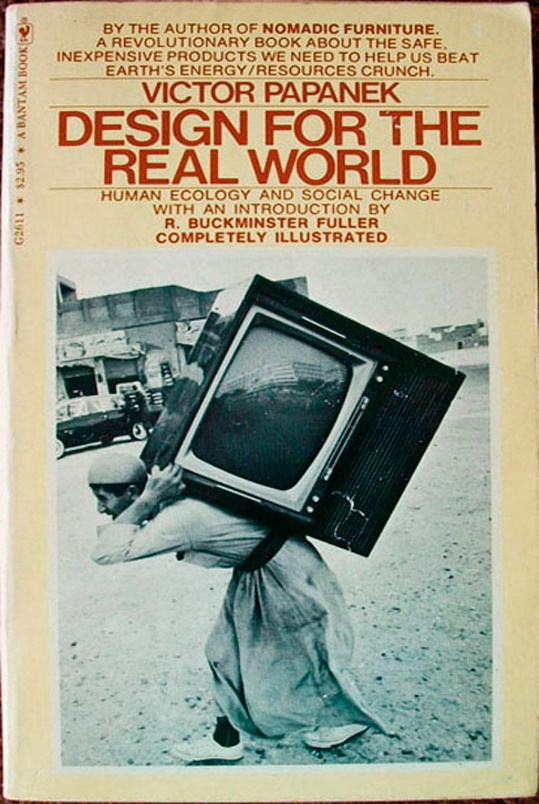 BY THE AUTHOR OF NOMADIC FURNITURE.
A REVOLUTIONARY BOOK ABOUT THE SAFE,
INEXPENSIVE PRODUCTS WE NEED TO HELP US BEAT
EARTH'S ENERGY/RESOURCES CRUNCH.
VICTOR PAPANEK
DESIGN FOR THE
REAL WORLD
HUMAN ECOLOGY AND SOCIAL CHANGE
WITH AN INTRODUCTION BY
R. BUCKMINSTER FULLER
COMPLETELY ILLUSTRATED
G2611 * $2.95 * A BANTAM BOOK